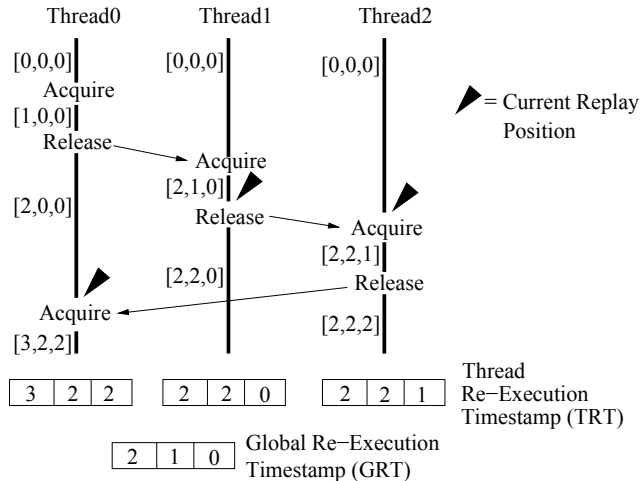 Thread0 Thread1 Thread2
[0,0,0] [0,0,0] [0,0,0]
Acquire
= Current Replay
Position
[1,0,0]
Release
Acquire
[2,1,0]
[2,0,0]
Release
Acquire
[2,2,1]
[2,2,0]
Release
Acquire
[2,2,2]
[3,2,2]
3 2 2 2 2 0 2 2 1
Thread
Re−Execution
Timestamp (TRT)
2 1 0
Global Re−Execution
Timestamp (GRT)